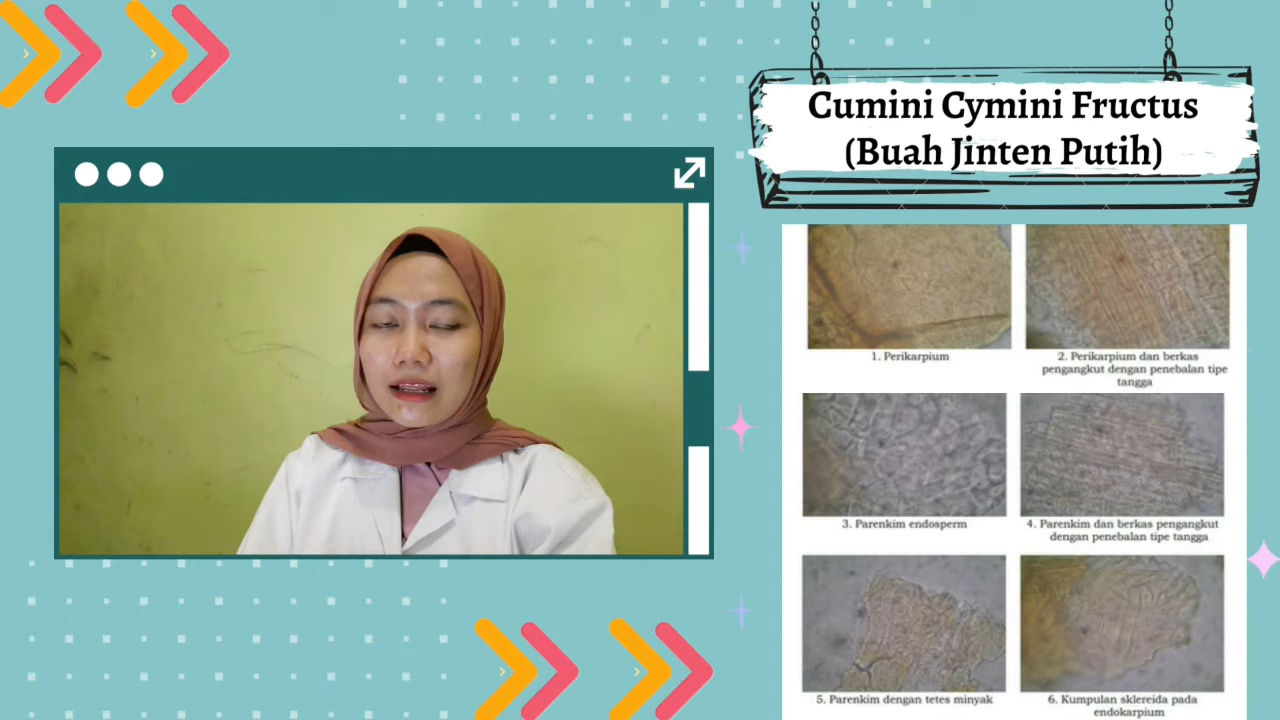 Cumini Cymini Fructus
(Buah Jinten Putih)
1. Perikarpium
2. Perikarpium dan berkas
pengangkut dengan penebalan tipe
tangga
3. Parenkim endosperm
4. Parenkim dan berkas pengangkut
dengan penebalan tipe tangga
5. Parenkim dengan tetes minyak
6. Kumpulan sklereida pada
endokarpium